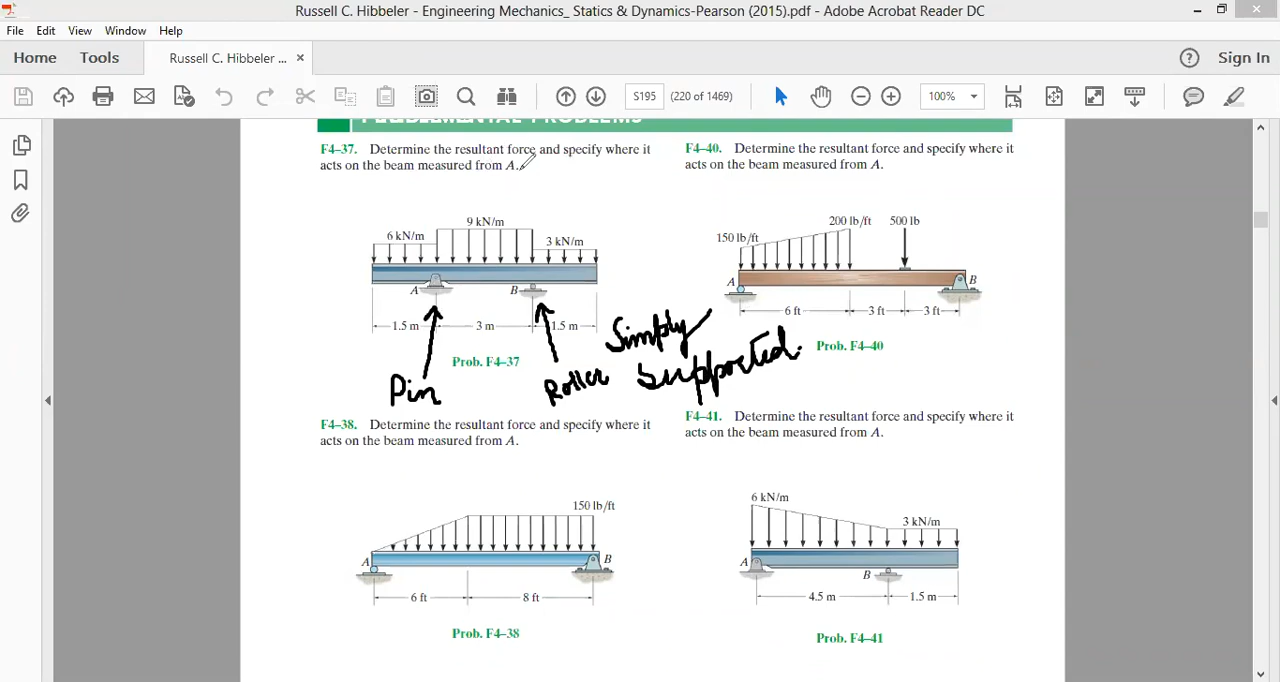 Russell C. Hibbeler - Engineering Mechanics_ Statics & Dynamics-Pearson (2015).pdf - Adobe Acrobat Reader DC
File Edit View Window Help
Home Tools Russell C. Hibbeler ... × Sign In
S195 (220 of 1469) 100%
F4–37. Determine the resultant force and specify where it
acts on the beam measured from A.
9 kN/m
6 kN/m
3 kN/m
A B
1.5 m 3 m 1.5 m
Prob. F4–37
Pin
Roller
Simply
Supported.
F4–40. Determine the resultant force and specify where it
acts on the beam measured from A.
200 lb/ft 500 lb
150 lb/ft
A B
6 ft 3 ft 3 ft
Prob. F4–40
F4–38. Determine the resultant force and specify where it
acts on the beam measured from A.
150 lb/ft
A B
6 ft 8 ft
Prob. F4–38
F4–41. Determine the resultant force and specify where it
acts on the beam measured from A.
6 kN/m
3 kN/m
A
B
4.5 m 1.5 m
Prob. F4–41